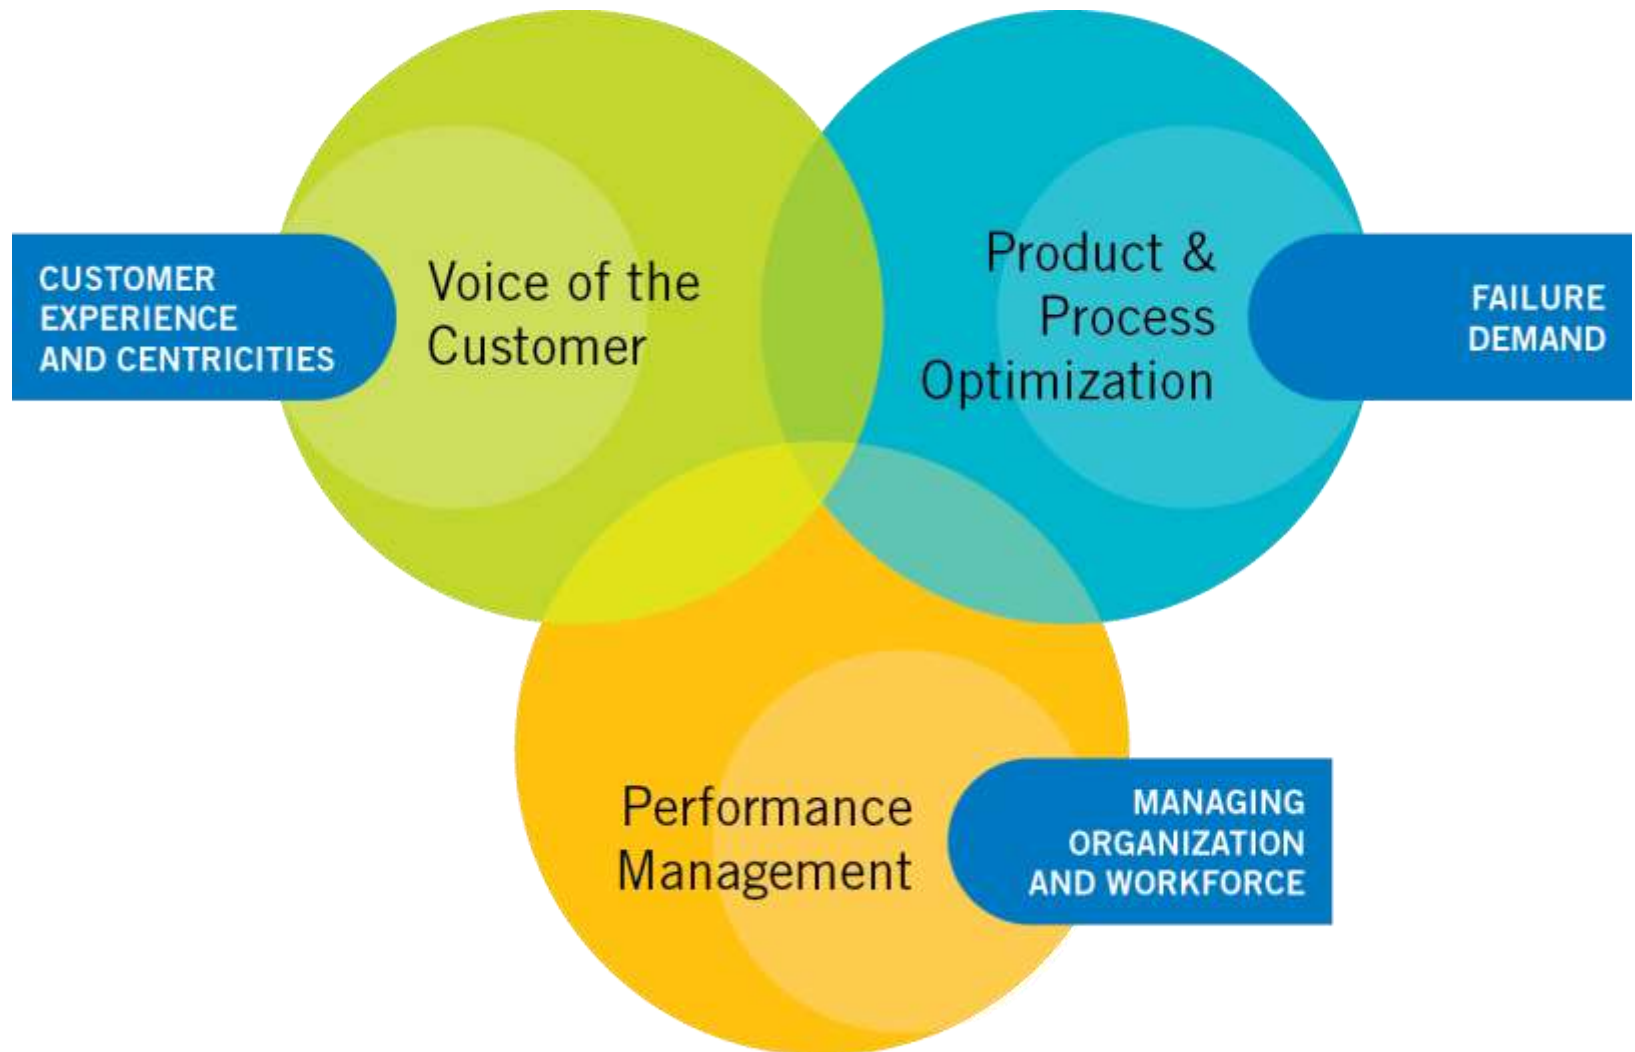 CUSTOMER
EXPERIENCE
AND CENTRICITIES
Voice of the
Customer
Product &
Process
Optimization
FAILURE
DEMAND
Performance
Management
MANAGING
ORGANIZATION
AND WORKFORCE